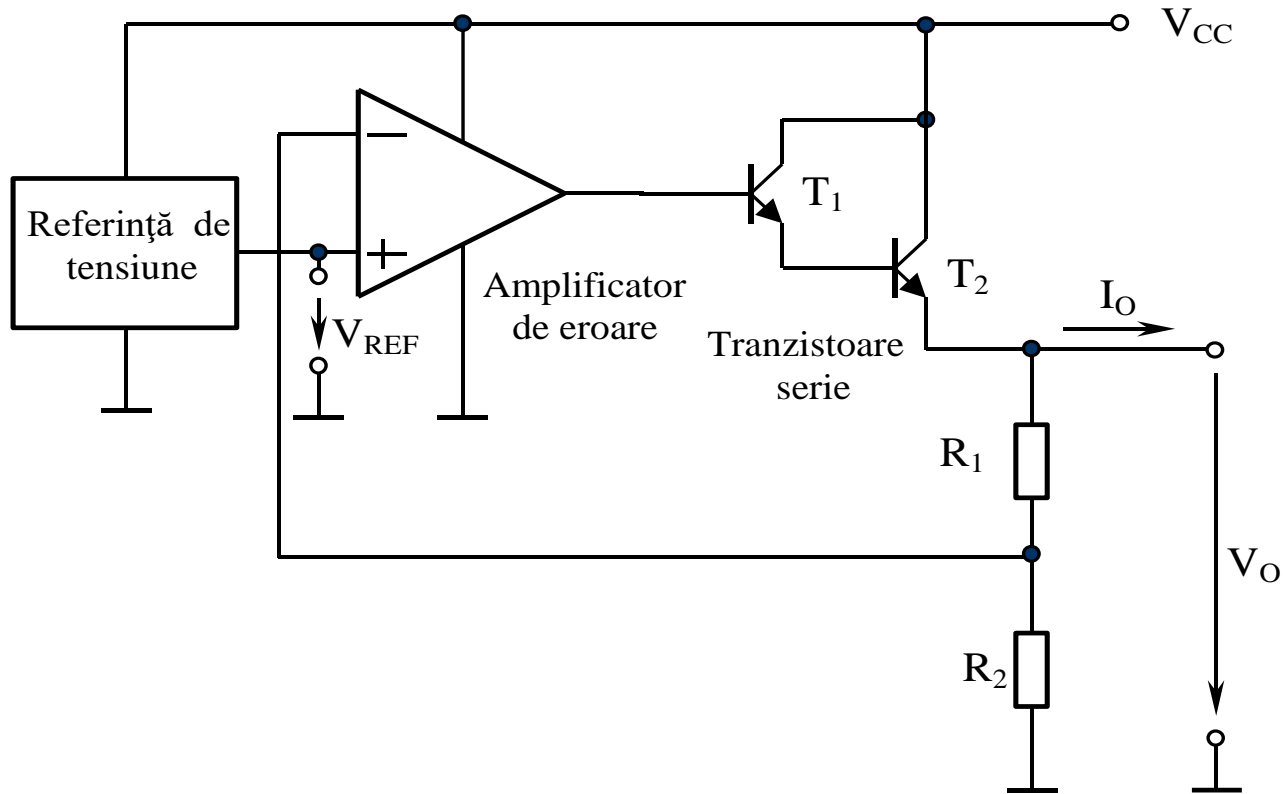 V_CC
Referinţă de
tensiune
−
+
V_REF
Amplificator
de eroare
T_1
T_2
Tranzistoare
serie
I_O
R_1
V_O
R_2